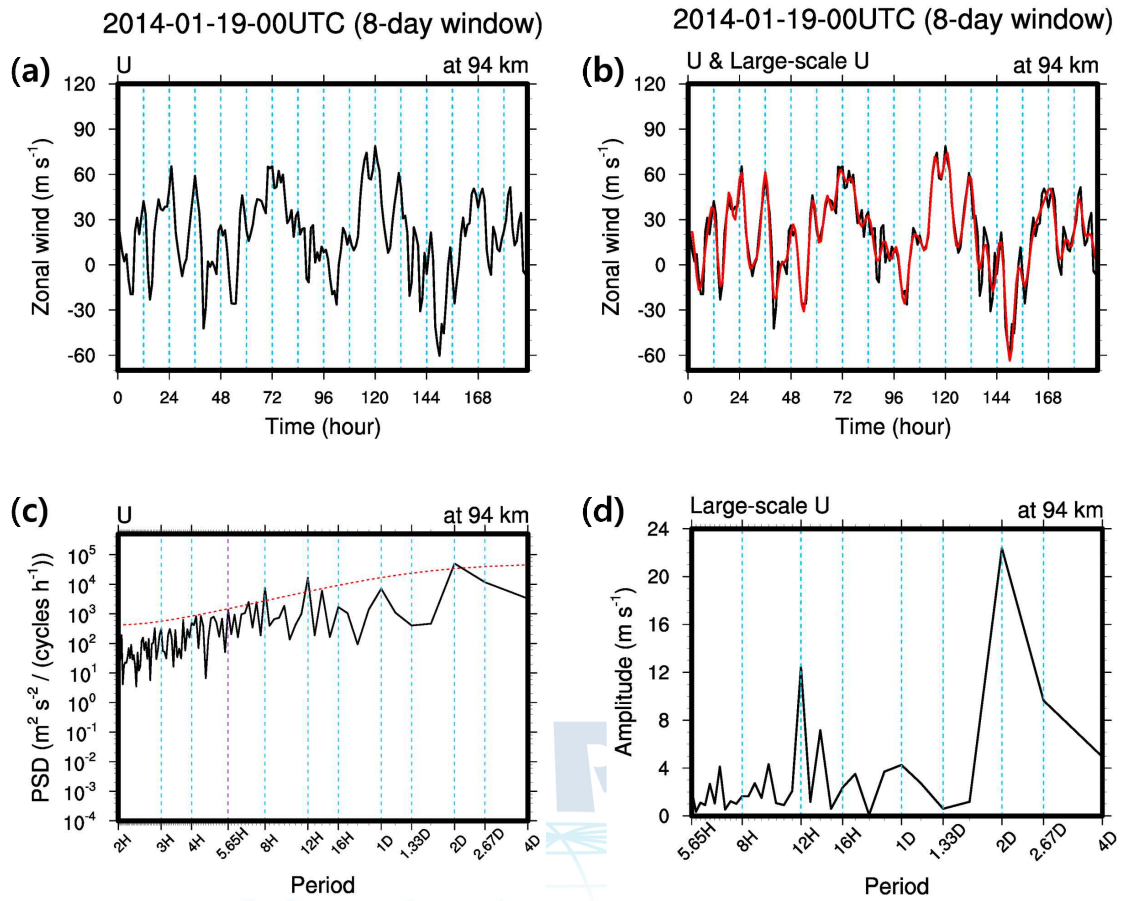 2014-01-19-00UTC (8-day window)
(a)
U
at 94 km
120
90
60
30
0
-30
-60
Zonal wind (m s⁻¹)
0 24 48 72 96 120 144 168
Time (hour)
2014-01-19-00UTC (8-day window)
(b)
U & Large-scale U
at 94 km
120
90
60
30
0
-30
-60
Zonal wind (m s⁻¹)
0 24 48 72 96 120 144 168
Time (hour)
(c)
U
at 94 km
10⁵
10⁴
10³
10²
10¹
10⁰
10⁻¹
10⁻²
10⁻³
10⁻⁴
PSD (m² s⁻² / (cycles h⁻¹))
2H 3H 4H 5.65H 8H 12H 16H 1D 1.33D 2D 2.67D 4D
Period
(d)
Large-scale U
at 94 km
24
20
16
12
8
4
0
Amplitude (m s⁻¹)
5.65H 8H 12H 16H 1D 1.33D 2D 2.67D 4D
Period